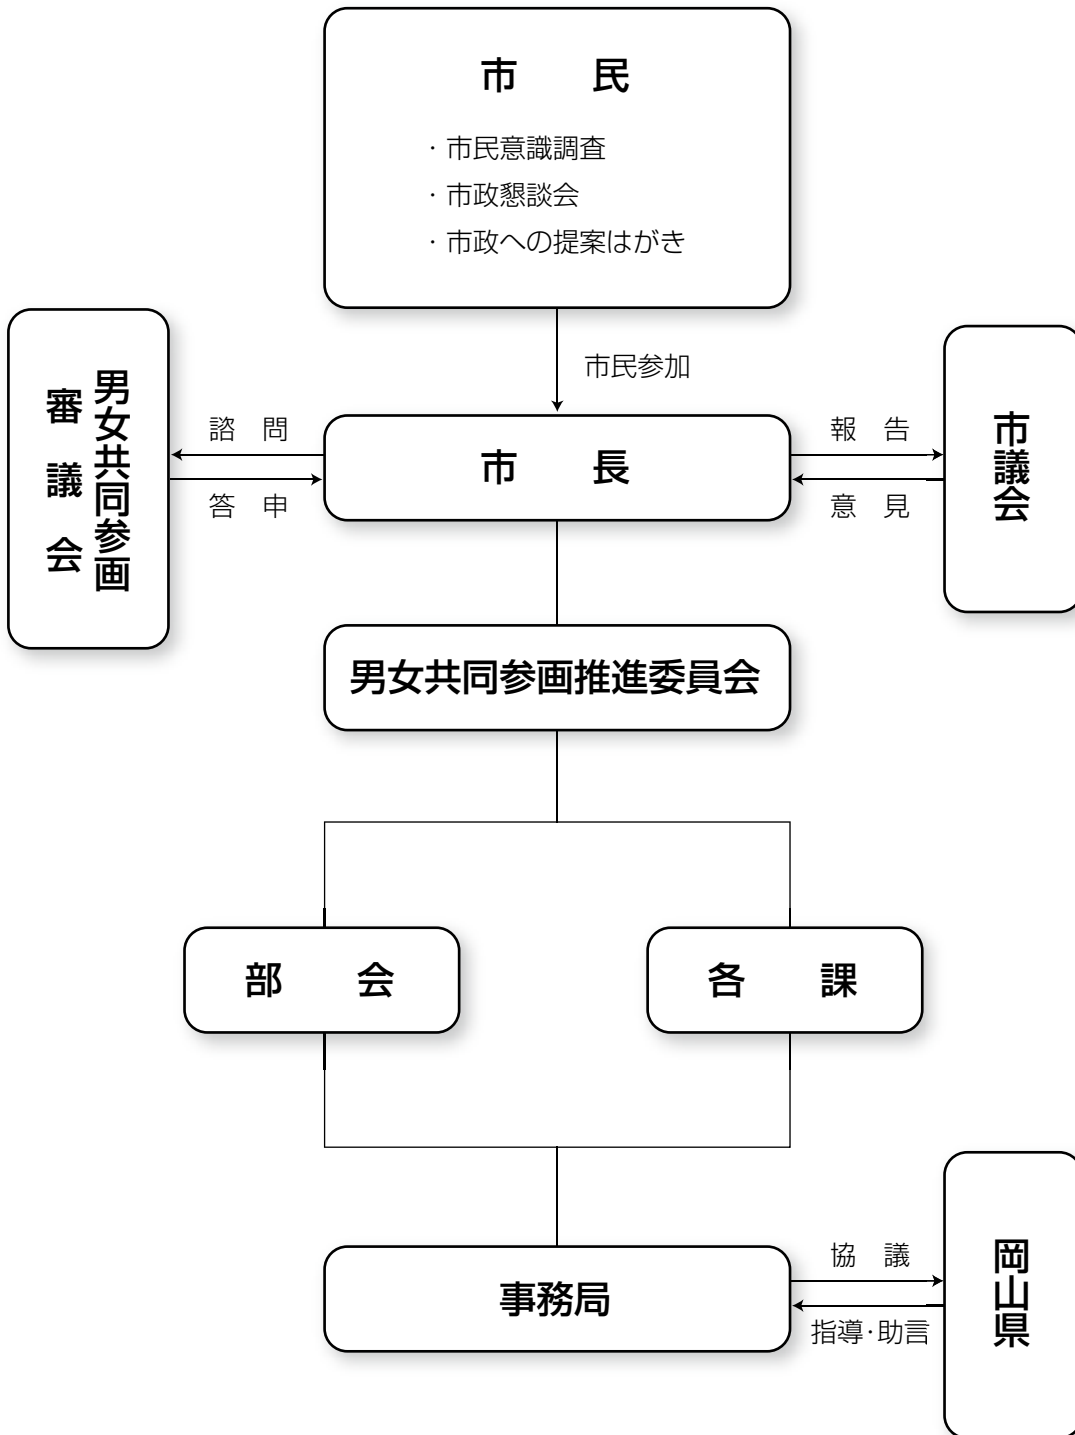 市　民
・市民意識調査
・市政懇談会
・市政への提案はがき
市民参加
男女共同参画
審議会
諮　問
答　申
市　長
報　告
意　見
市議会
男女共同参画推進委員会
部　会
各　課
事務局
協　議
指導・助言
岡山県